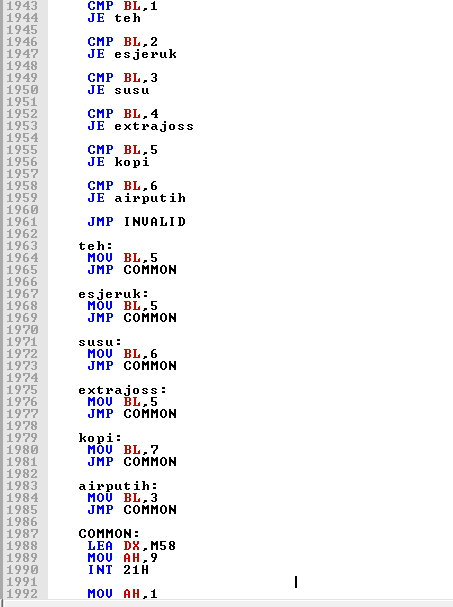 1943 CMP BL,1
1944 JE teh
1945
1946 CMP BL,2
1947 JE esjeruk
1948
1949 CMP BL,3
1950 JE susu
1951
1952 CMP BL,4
1953 JE extrajoss
1954
1955 CMP BL,5
1956 JE kopi
1957
1958 CMP BL,6
1959 JE airputih
1960
1961 JMP INVALID
1962
1963 teh:
1964 MOV BL,5
1965 JMP COMMON
1966
1967 esjeruk:
1968 MOV BL,5
1969 JMP COMMON
1970
1971 susu:
1972 MOV BL,6
1973 JMP COMMON
1974
1975 extrajoss:
1976 MOV BL,5
1977 JMP COMMON
1978
1979 kopi:
1980 MOV BL,7
1981 JMP COMMON
1982
1983 airputih:
1984 MOV BL,3
1985 JMP COMMON
1986
1987 COMMON:
1988 LEA DX,M58
1989 MOV AH,9
1990 INT 21H
1991
1992 MOV AH,1